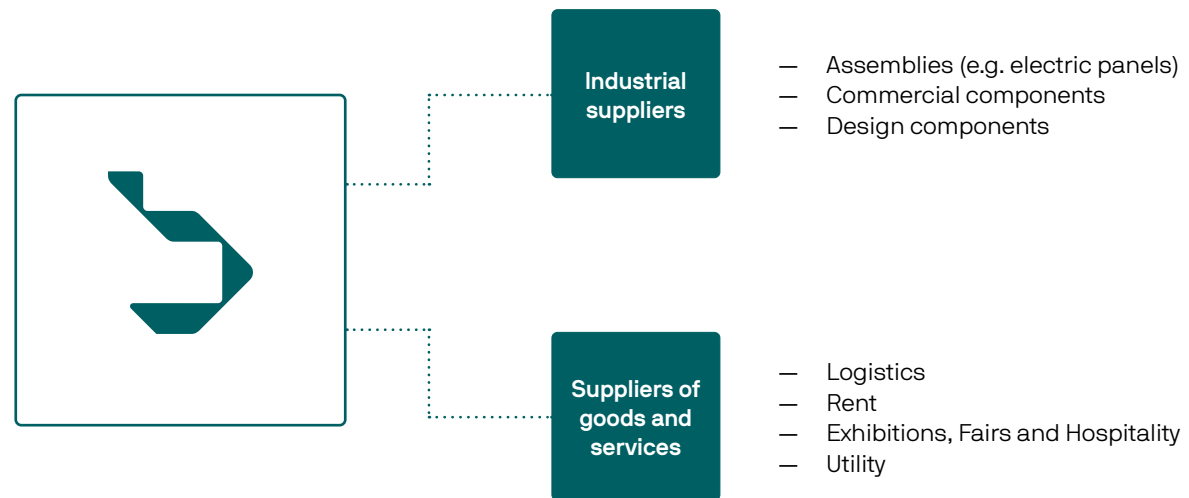 Industrial
suppliers
— Assemblies (e.g. electric panels)
— Commercial components
— Design components
Suppliers of
goods and
services
— Logistics
— Rent
— Exhibitions, Fairs and Hospitality
— Utility